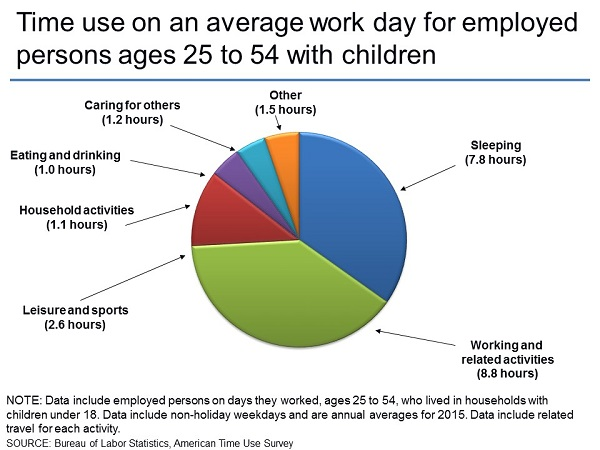 Time use on an average work day for employed
persons ages 25 to 54 with children
Other
(1.5 hours)
Caring for others
(1.2 hours)
Sleeping
(7.8 hours)
Eating and drinking
(1.0 hours)
Household activities
(1.1 hours)
Leisure and sports
(2.6 hours)
Working and
related activities
(8.8 hours)
NOTE: Data include employed persons on days they worked, ages 25 to 54, who lived in households with
children under 18. Data include non-holiday weekdays and are annual averages for 2015. Data include related
travel for each activity.
SOURCE: Bureau of Labor Statistics, American Time Use Survey